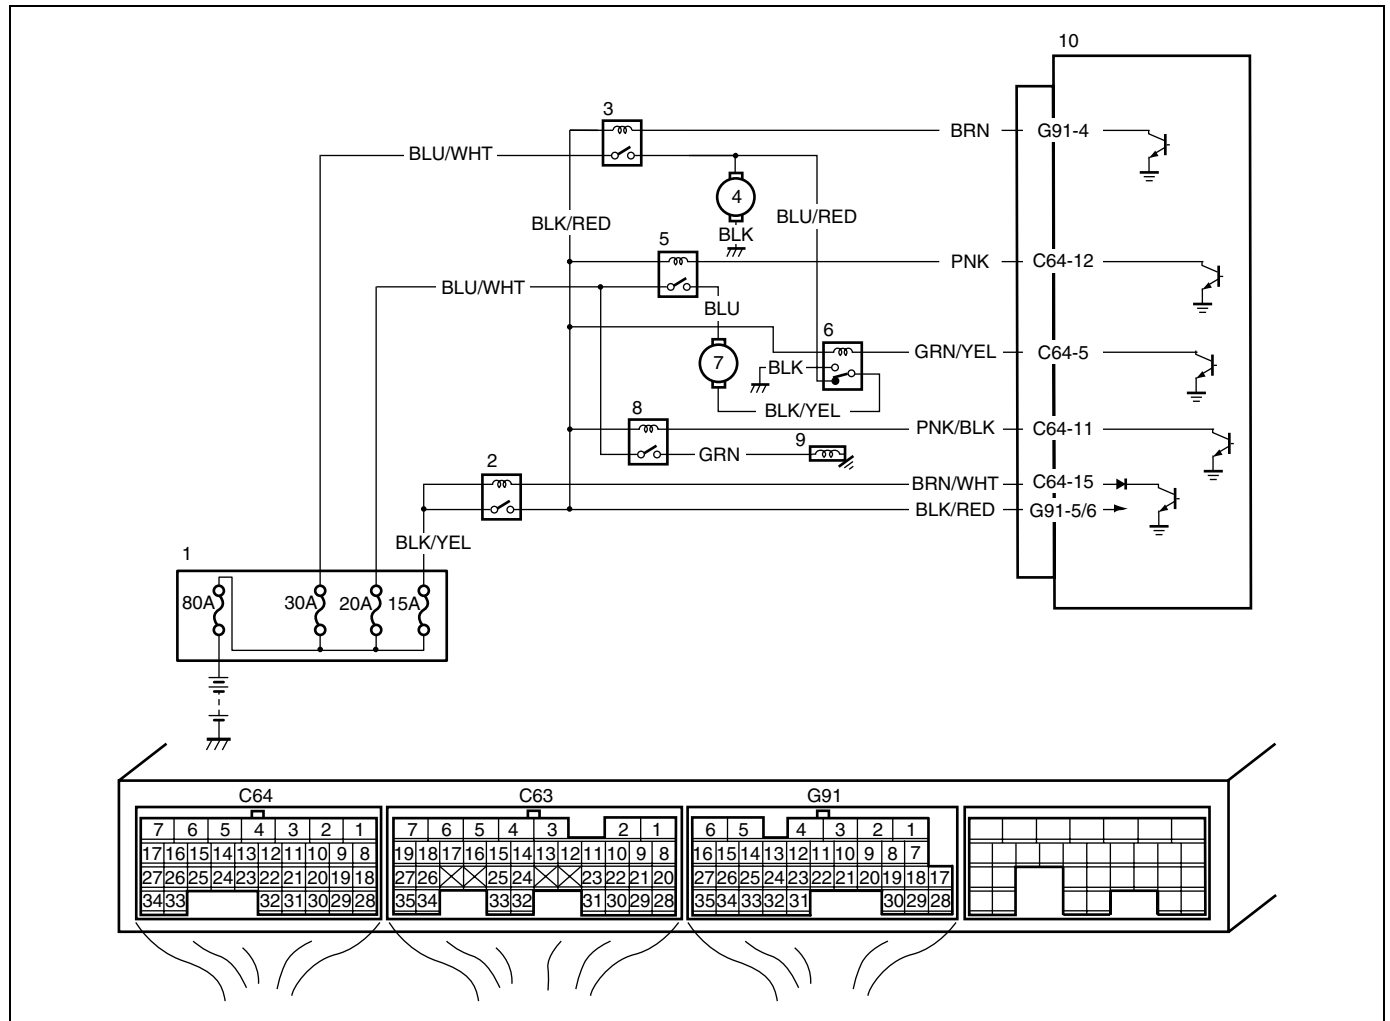 10
3
BRN
G91-4
BLU/WHT
4
BLK/RED
BLU/RED
BLK
5
PNK
C64-12
BLU/WHT
BLU
6
GRN/YEL
C64-5
7
BLK
BLK/YEL
8
PNK/BLK
C64-11
9
GRN
2
BRN/WHT
C64-15
BLK/RED
G91-5/6
BLK/YEL
1
80A
30A
20A
15A
C64
C63
G91
7 6 5 4 3 2 1
17 16 15 14 13 12 11 10 9 8
27 26 25 24 23 22 21 20 19 18
34 33 32 31 30 29 28
7 6 5 4 3 2 1
19 18 17 16 15 14 13 12 11 10 9 8
27 26 25 24 23 22 21 20
35 34 33 32 31 30 29 28
6 5 4 3 2 1
16 15 14 13 12 11 10 9 8 7
27 26 25 24 23 22 21 20 19 18 17
35 34 33 32 31 30 29 28